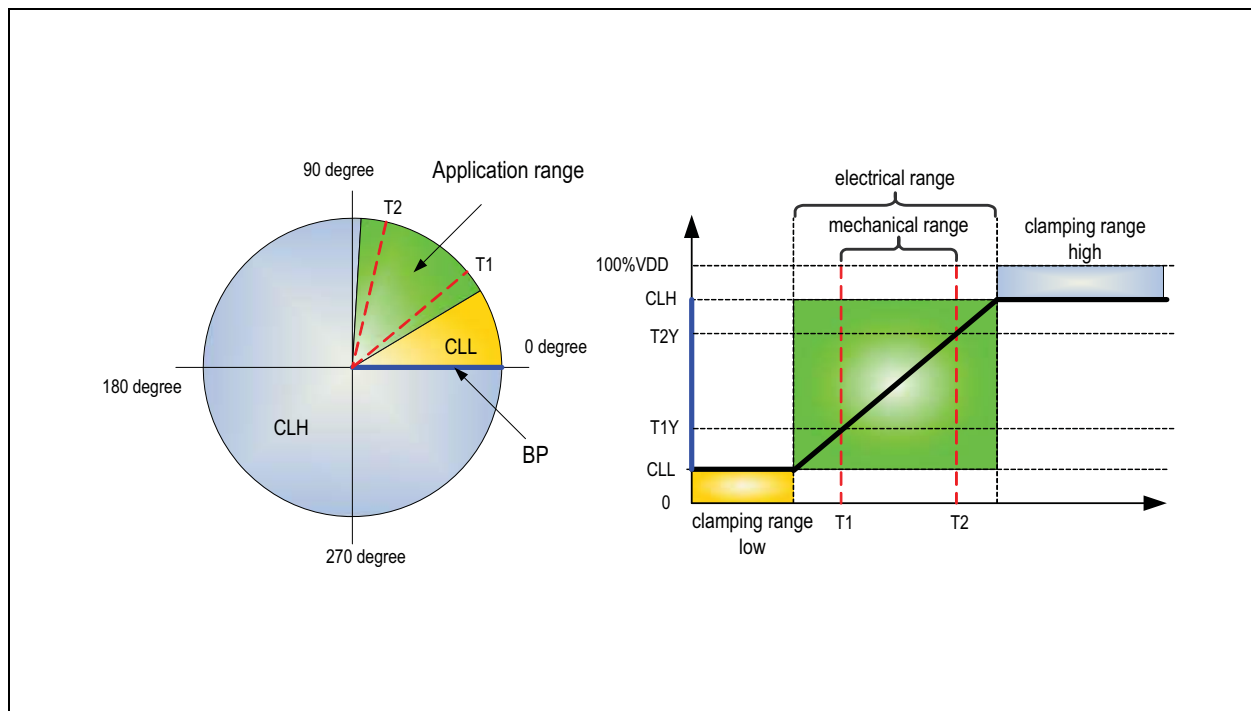 90 degree
Application range
T2
T1
CLL
0 degree
180 degree
CLH
BP
270 degree
electrical range
mechanical range
clamping range
high
100%VDD
CLH
T2Y
T1Y
CLL
0
clamping range
low
T1
T2